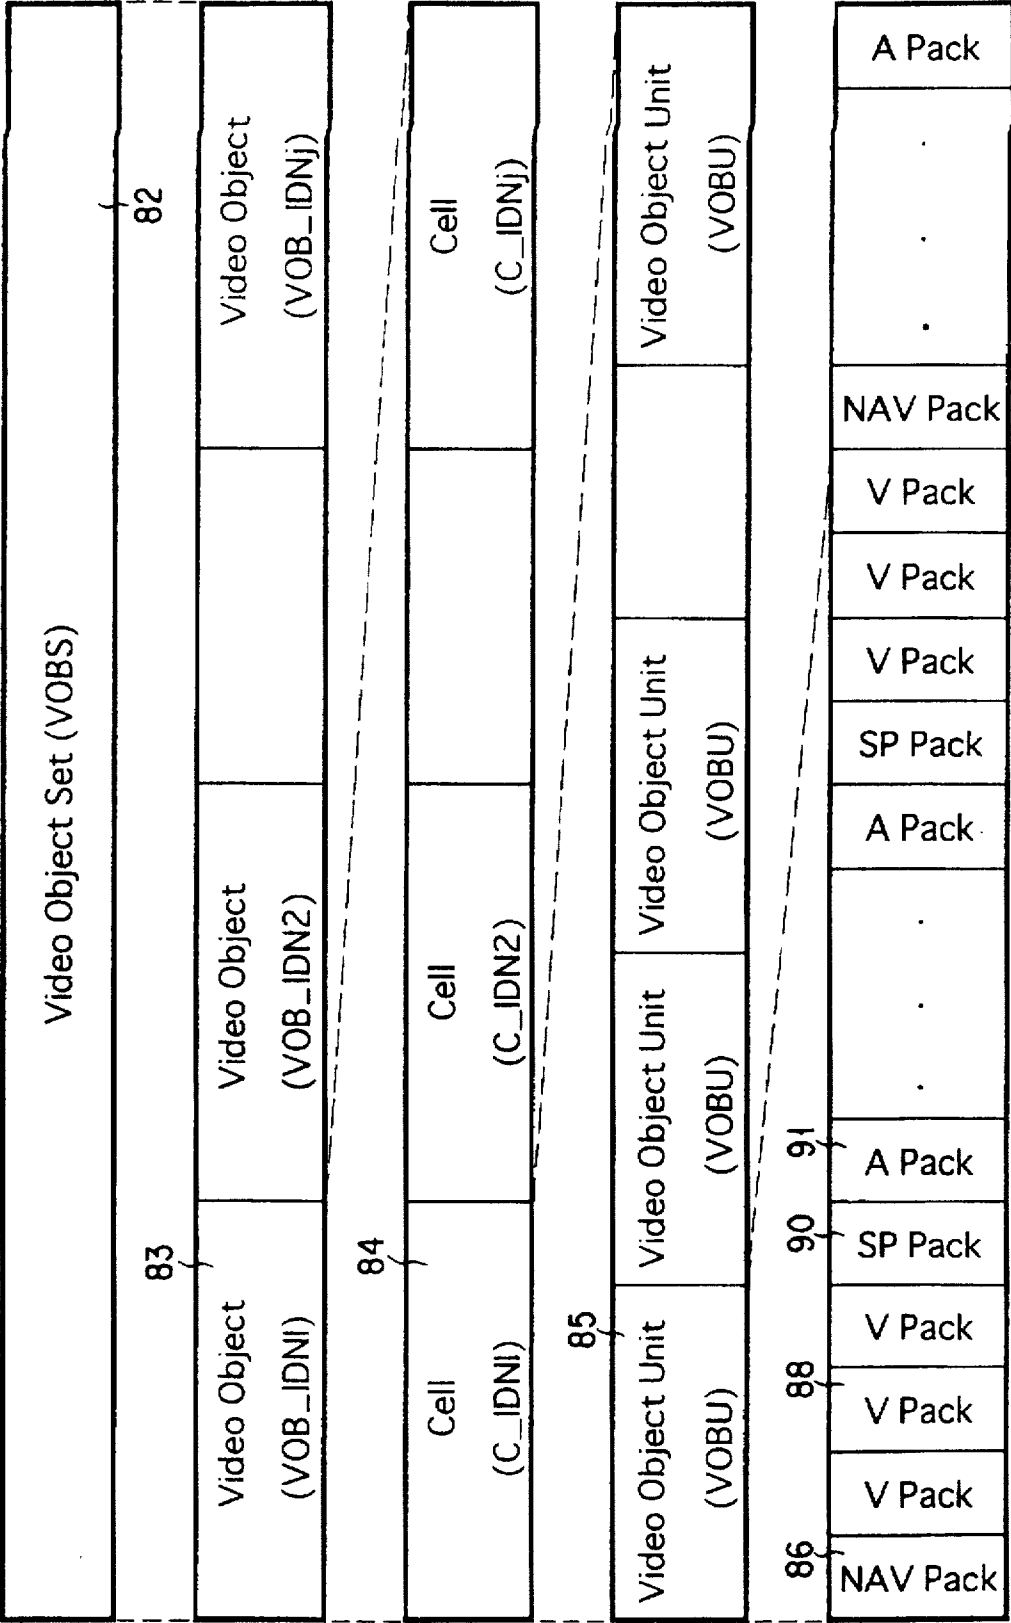 Video Object Set (VOBS)
82
83
Video Object
(VOB_IDN1)
Video Object
(VOB_IDN2)
Video Object
(VOB_IDNj)
84
Cell
(C_IDN1)
Cell
(C_IDN2)
Cell
(C_IDNj)
85
Video Object Unit
(VOBU)
Video Object Unit
(VOBU)
Video Object Unit
(VOBU)
Video Object Unit
(VOBU)
86
88
90
91
NAV Pack
V Pack
V Pack
V Pack
SP Pack
A Pack
. . .
A Pack
SP Pack
V Pack
V Pack
V Pack
NAV Pack
. . .
A Pack